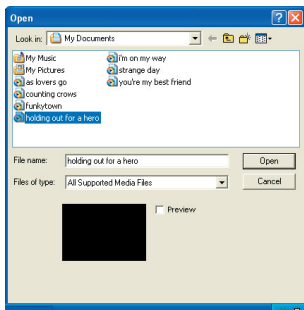 Open
Look in: My Documents
My Music
My Pictures
as lovers go
counting crows
funkytown
holding out for a hero
i'm on my way
strange day
you're my best friend
File name: holding out for a hero Open
Files of type: All Supported Media Files Cancel
Preview